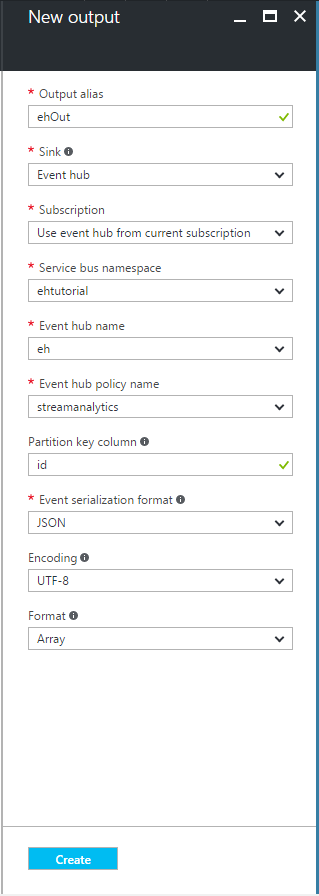 New output
* Output alias
ehOut
* Sink
Event hub
* Subscription
Use event hub from current subscription
* Service bus namespace
ehtutorial
* Event hub name
eh
* Event hub policy name
streamanalytics
Partition key column
id
* Event serialization format
JSON
Encoding
UTF-8
Format
Array
Create